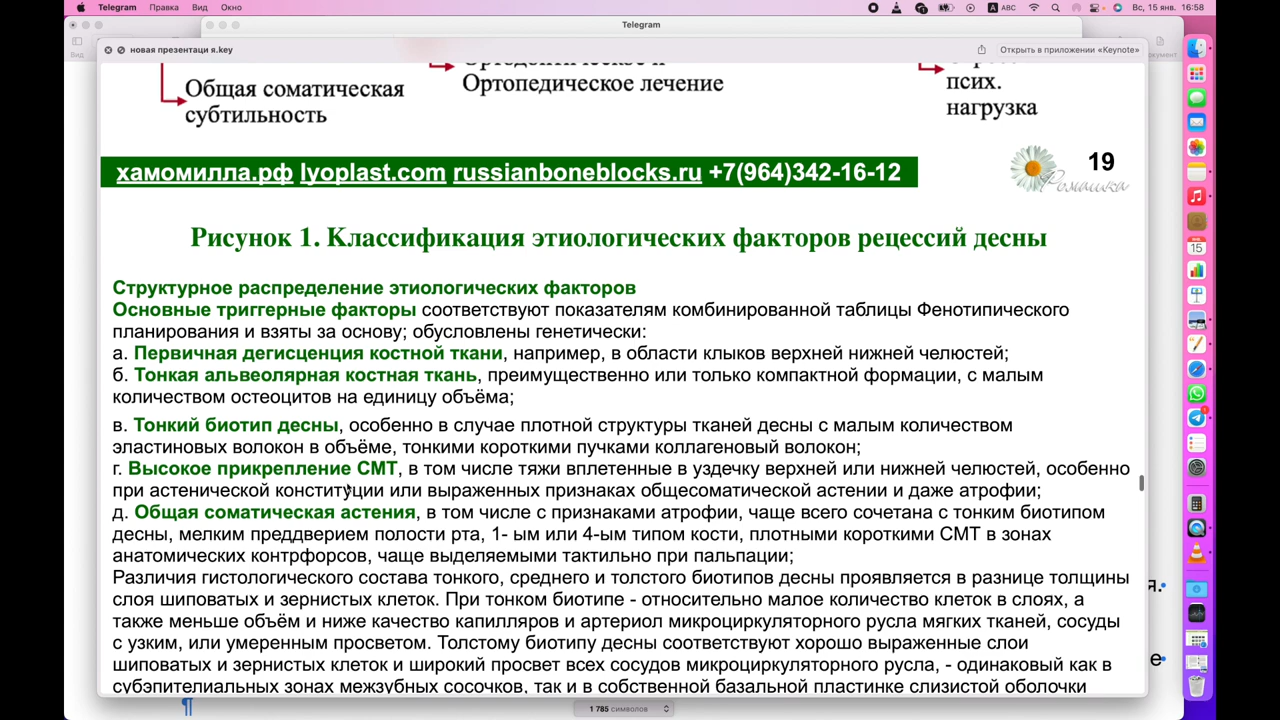 Telegram Правка Вид Окно
A ABC Вс, 15 янв. 16:58
Telegram
Вид
новая презентаци я.key Открыть в приложении «Keynote»
Общая соматическая
субтильность
Ортопедическое лечение
псих.
нагрузка
хамомилла.рф lyoplast.com russianboneblocks.ru +7(964)342-16-12
Ромашка
19
Рисунок 1. Классификация этиологических факторов рецессий десны
Структурное распределение этиологических факторов
Основные триггерные факторы соответствуют показателям комбинированной таблицы Фенотипического
планирования и взяты за основу; обусловлены генетически:
а. Первичная дегисценция костной ткани, например, в области клыков верхней нижней челюстей;
б. Тонкая альвеолярная костная ткань, преимущественно или только компактной формации, с малым
количеством остеоцитов на единицу объёма;
в. Тонкий биотип десны, особенно в случае плотной структуры тканей десны с малым количеством
эластиновых волокон в объёме, тонкими короткими пучками коллагеновый волокон;
г. Высокое прикрепление СМТ, в том числе тяжи вплетенные в уздечку верхней или нижней челюстей, особенно
при астенической конституции или выраженных признаках общесоматической астении и даже атрофии;
д. Общая соматическая астения, в том числе с признаками атрофии, чаще всего сочетана с тонким биотипом
десны, мелким преддверием полости рта, 1- ым или 4-ым типом кости, плотными короткими СМТ в зонах
анатомических контрфорсов, чаще выделяемыми тактильно при пальпации;
Различия гистологического состава тонкого, среднего и толстого биотипов десны проявляется в разнице толщины
слоя шиповатых и зернистых клеток. При тонком биотипе - относительно малое количество клеток в слоях, а
также меньше объём и ниже качество капилляров и артериол микроциркуляторного русла мягких тканей, сосуды
с узким, или умеренным просветом. Толстому биотипу десны соответствуют хорошо выраженные слои
шиповатых и зернистых клеток и широкий просвет всех сосудов микроциркуляторного русла, - одинаковый как в
субэпителиальных зонах межзубных сосочков, так и в собственной базальной пластинке слизистой оболочки
1 785 символов
15